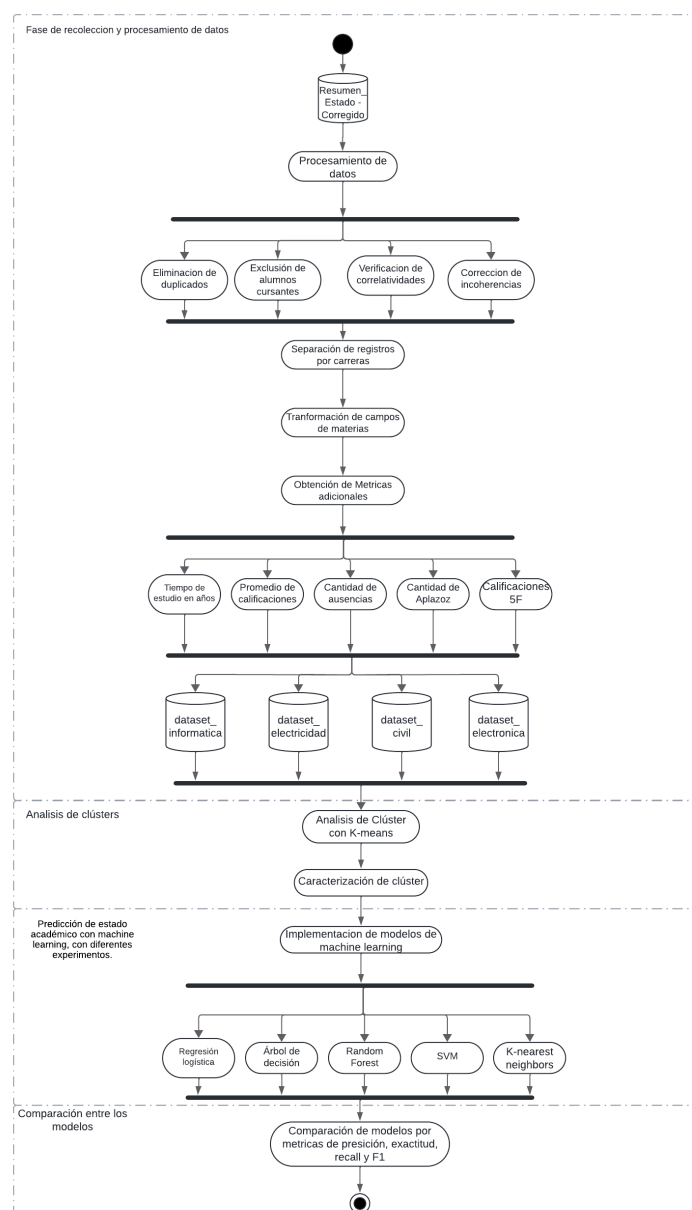 Fase de recoleccion y procesamiento de datos
Resumen_
Estado -
Corregido
Procesamiento de
datos
Eliminacion de
duplicados
Exclusión de
alumnos
cursantes
Verificacion de
correlatividades
Correccion de
incoherencias
Separación de registros
por carreras
Tranformación de campos
de materias
Obtención de Metricas
adicionales
Tiempo de
estudio en años
Promedio de
calificaciones
Cantidad de
ausencias
Cantidad de
Aplazoz
Calificaciones
5F
dataset_
informatica
dataset_
electricidad
dataset_
civil
dataset_
electronica
Analisis de clústers
Analisis de Clúster
con K-means
Caracterización de clúster
Predicción de estado
académico con machine
learning, con diferentes
experimentos.
Implementacion de modelos de
machine learning
Regresión
logística
Árbol de
decisión
Random
Forest
SVM
K-nearest
neighbors
Comparación entre los
modelos
Comparación de modelos por
metricas de presición, exactitud,
recall y F1